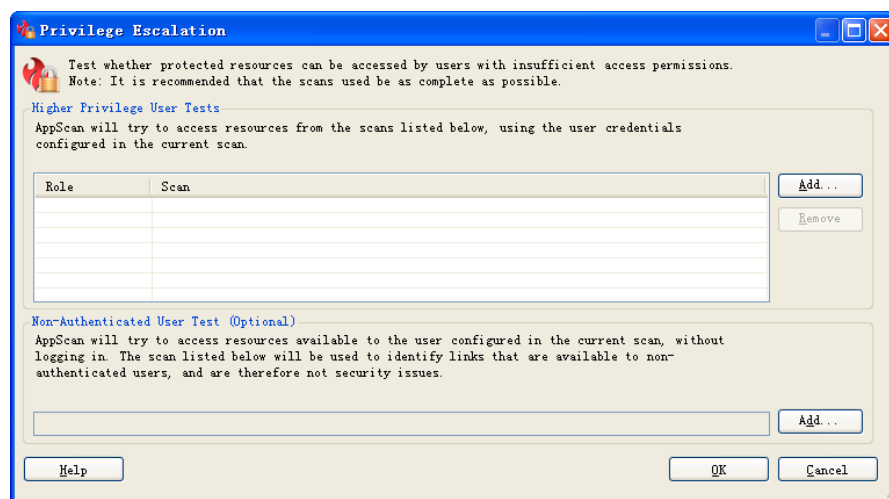 Privilege Escalation
Test whether protected resources can be accessed by users with insufficient access permissions.
Note: It is recommended that the scans used be as complete as possible.
Higher Privilege User Tests
AppScan will try to access resources from the scans listed below, using the user credentials
configured in the current scan.
Role Scan
Add...
Remove
Non-Authenticated User Test (Optional)
AppScan will try to access resources available to the user configured in the current scan, without
logging in. The scan listed below will be used to identify links that are available to non-
authenticated users, and are therefore not security issues.
Add...
Help OK Cancel